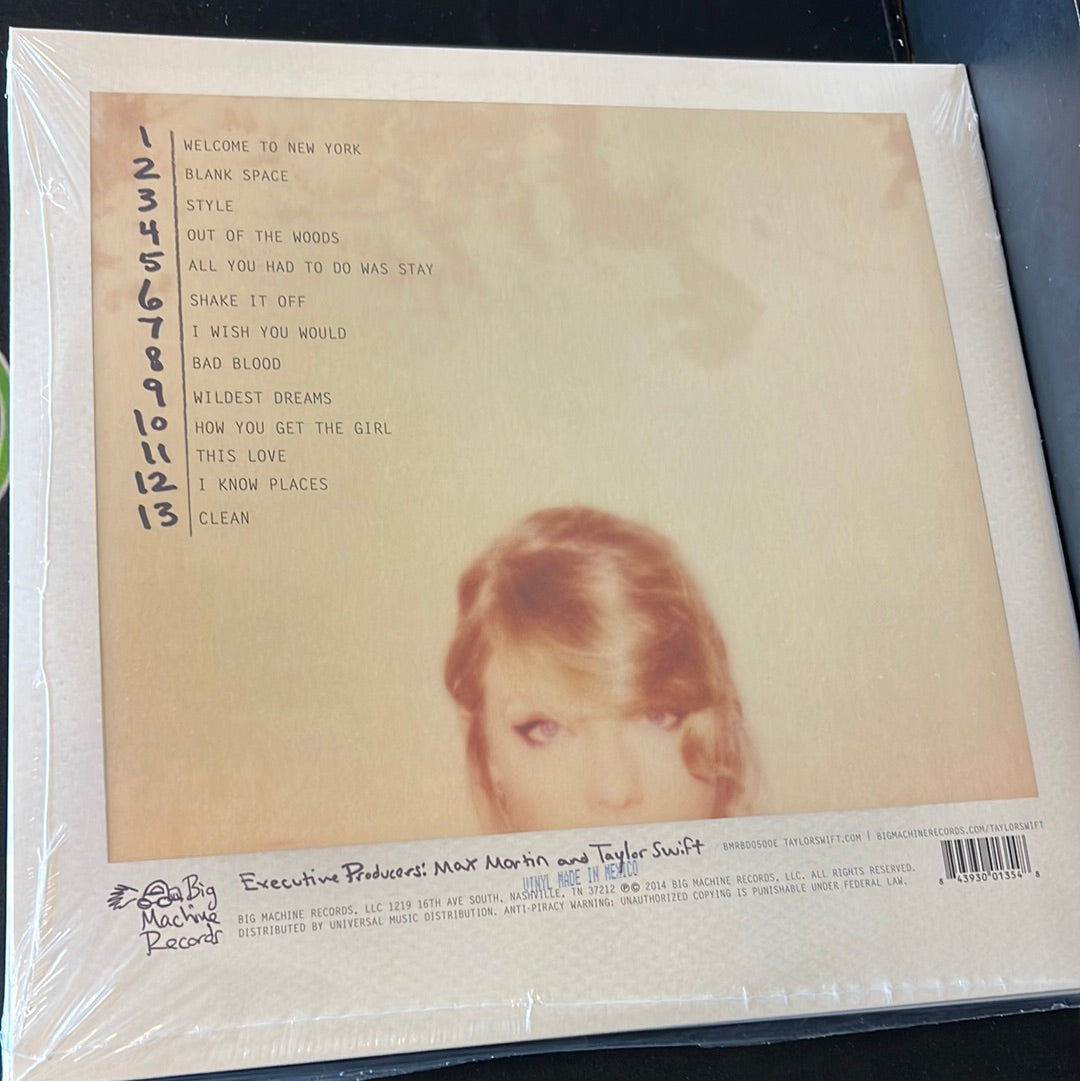 1 WELCOME TO NEW YORK
2 BLANK SPACE
3 STYLE
4 OUT OF THE WOODS
5 ALL YOU HAD TO DO WAS STAY
6 SHAKE IT OFF
7 I WISH YOU WOULD
8 BAD BLOOD
9 WILDEST DREAMS
10 HOW YOU GET THE GIRL
11 THIS LOVE
12 I KNOW PLACES
13 CLEAN
Big
Machine
Records
Executive Producers: Max Martin and Taylor Swift
VINYL MADE IN MEXICO
BMRBD0500E TAYLORSWIFT.COM | BIGMACHINERECORDS.COM/TAYLORSWIFT
BIG MACHINE RECORDS, LLC 1219 16TH AVE SOUTH, NASHVILLE, TN 37212 ℗© 2014 BIG MACHINE RECORDS, LLC. ALL RIGHTS RESERVED.
DISTRIBUTED BY UNIVERSAL MUSIC DISTRIBUTION. ANTI-PIRACY WARNING: UNAUTHORIZED COPYING IS PUNISHABLE UNDER FEDERAL LAW.
8 43930 01354 8